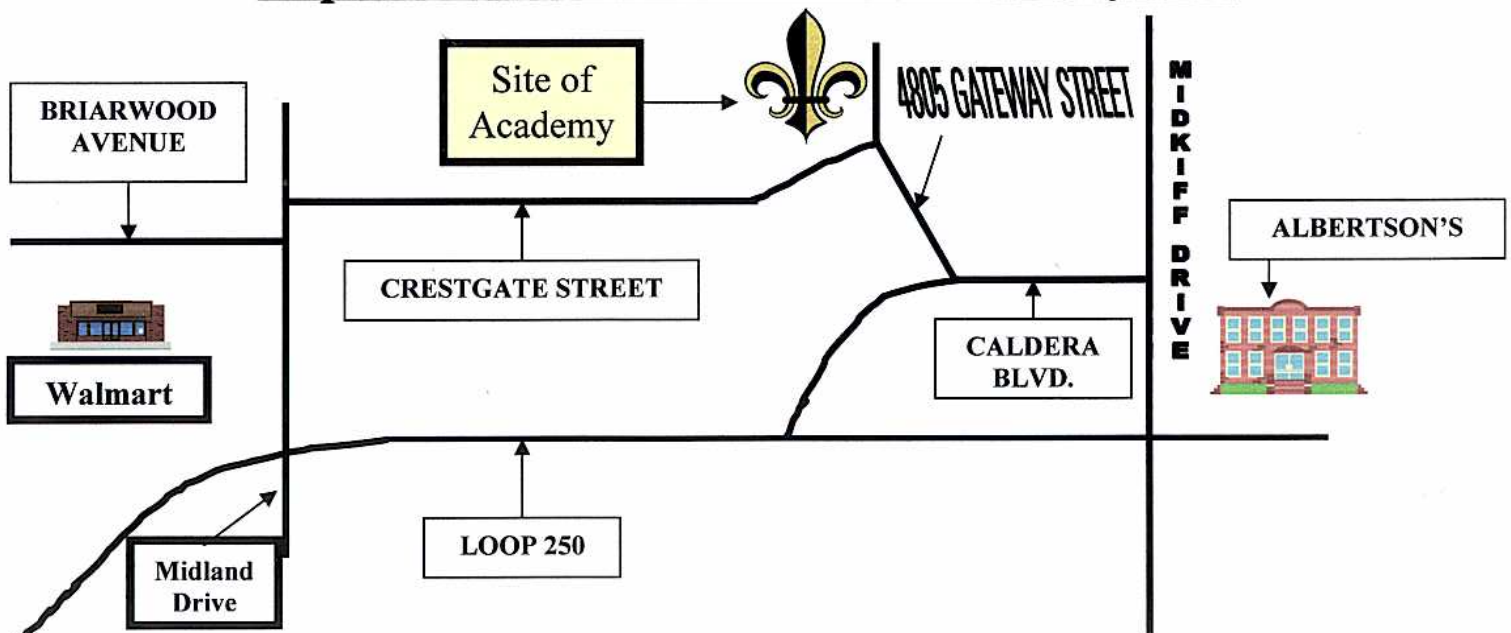 Site of
Academy
4805 GATEWAY STREET
MIDKIFF DRIVE
BRIARWOOD
AVENUE
ALBERTSON'S
CRESTGATE STREET
CALDERA
BLVD.
Walmart
LOOP 250
Midland
Drive